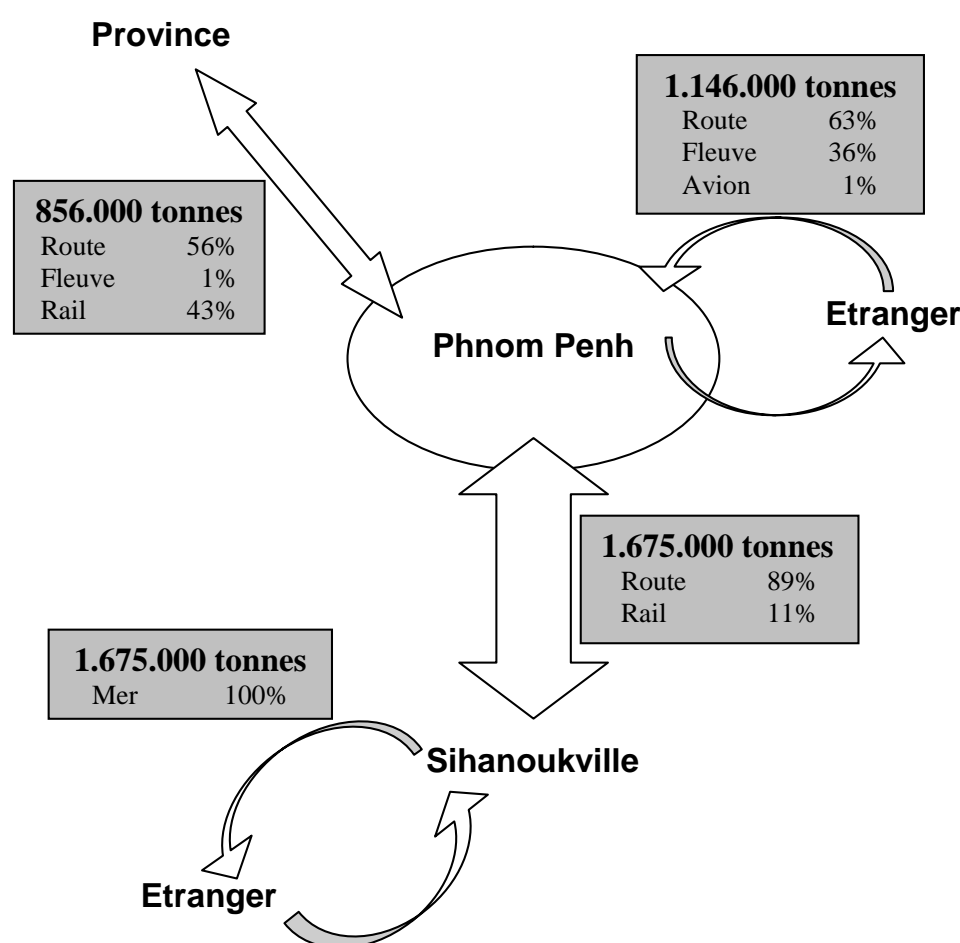 Province
1.146.000 tonnes
Route 63%
Fleuve 36%
Avion 1%
856.000 tonnes
Route 56%
Fleuve 1%
Rail 43%
Etranger
Phnom Penh
1.675.000 tonnes
Route 89%
Rail 11%
1.675.000 tonnes
Mer 100%
Sihanoukville
Etranger